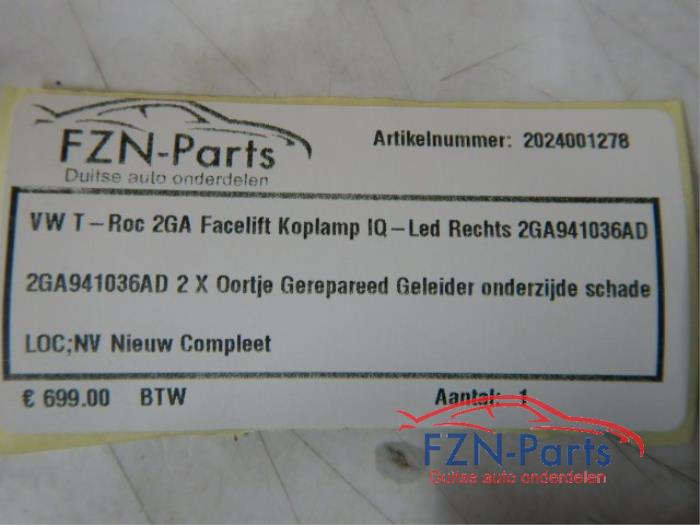 FZN-Parts
Duitse auto onderdelen
Artikelnummer: 2024001278
VW T-Roc 2GA Facelift Koplamp IQ-Led Rechts 2GA941036AD
2GA941036AD 2 X Oortje Gerepareed Geleider onderzijde schade
LOC;NV Nieuw Compleet
€ 699.00 BTW Aantal: 1
FZN-Parts
Duitse auto onderdelen